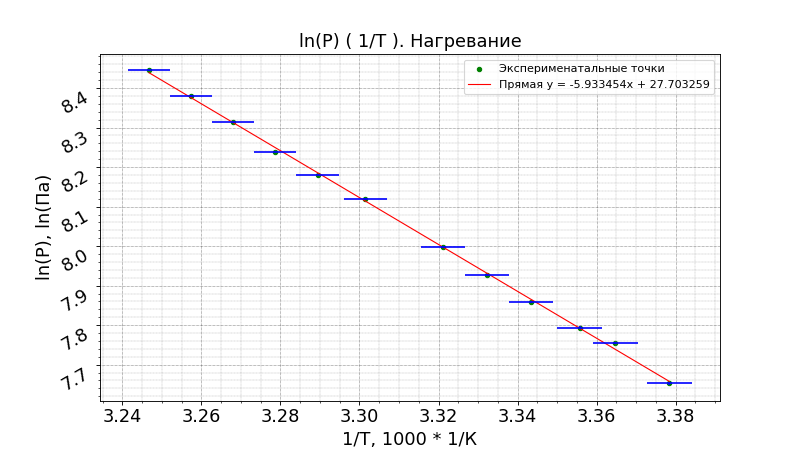 ln(P) ( 1/T ). Нагревание
Эксперименатальные точки
Прямая y = -5.933454x + 27.703259
8.4
8.3
8.2
8.1
8.0
7.9
7.8
7.7
ln(P), ln(Па)
3.24 3.26 3.28 3.30 3.32 3.34 3.36 3.38
1/T, 1000 * 1/K